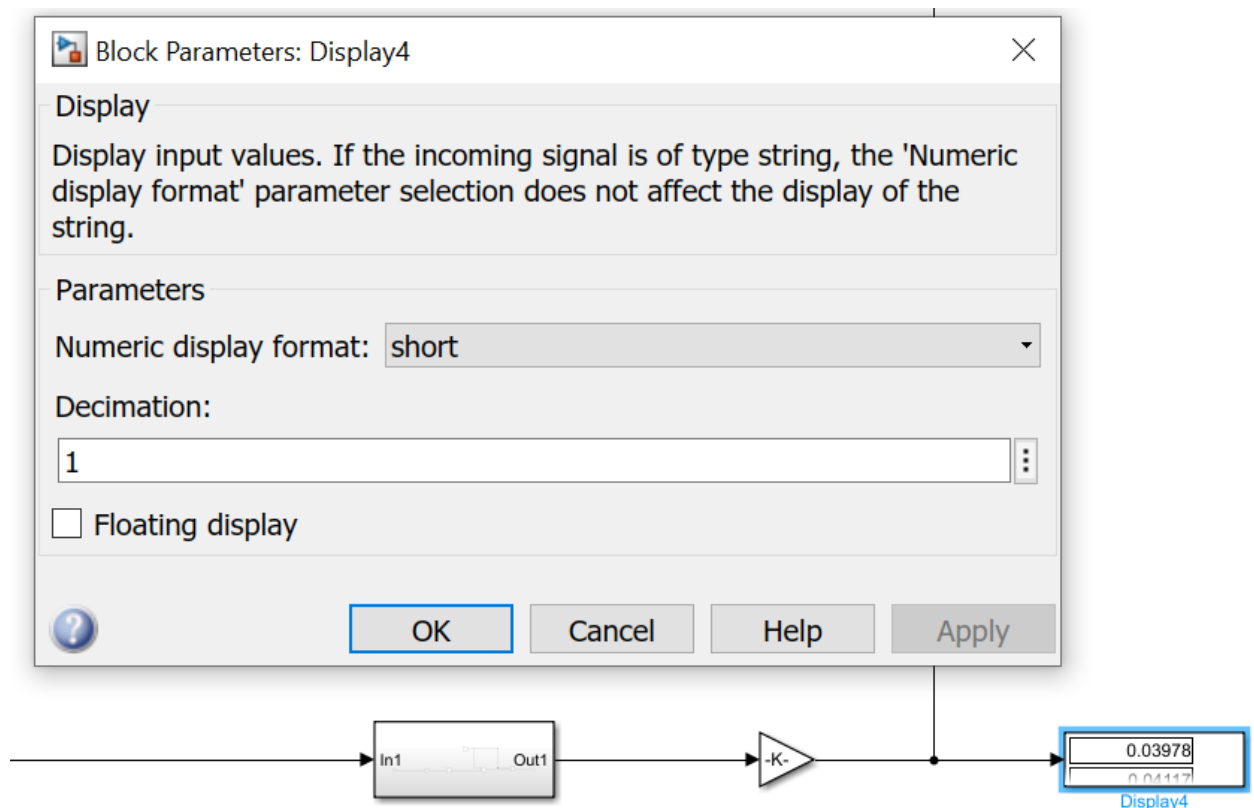 Block Parameters: Display4
Display
Display input values. If the incoming signal is of type string, the 'Numeric
display format' parameter selection does not affect the display of the
string.
Parameters
Numeric display format: short
Decimation:
1
Floating display
OK Cancel Help Apply
In1 Out1
-K-
0.03978
0.04117
Display4